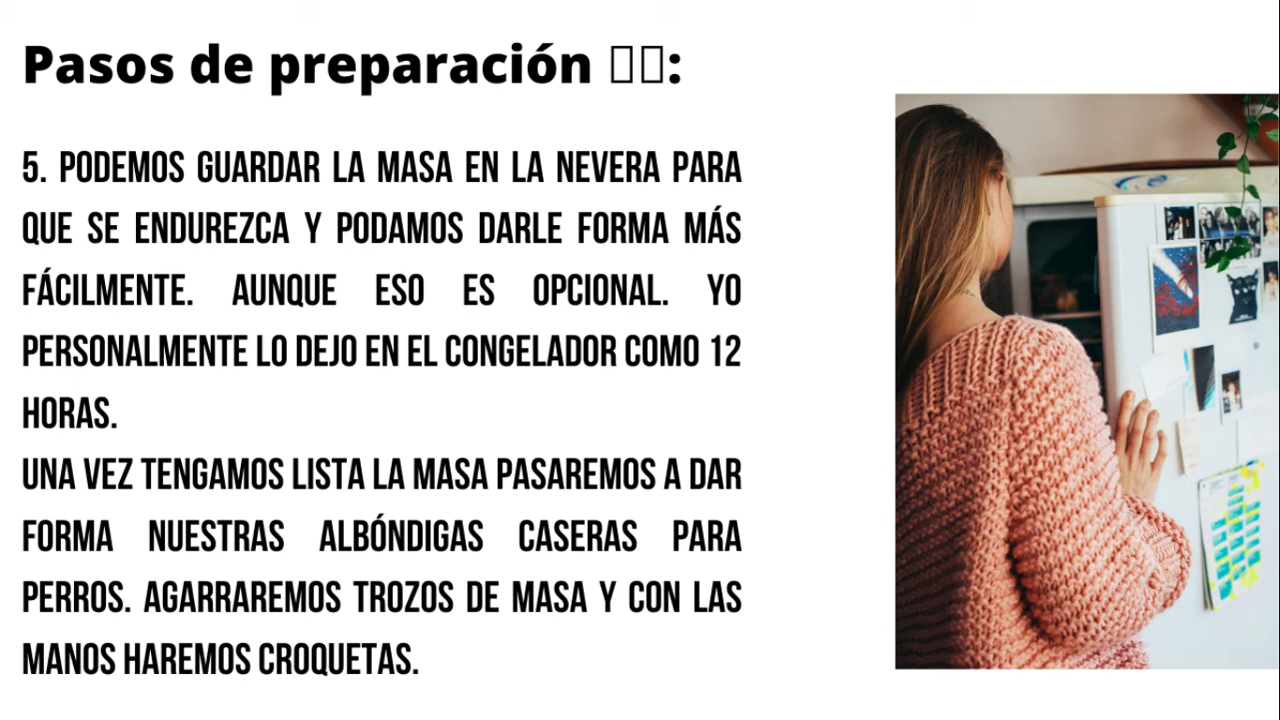 Pasos de preparación ▯▯:
5. PODEMOS GUARDAR LA MASA EN LA NEVERA PARA
QUE SE ENDUREZCA Y PODAMOS DARLE FORMA MÁS
FÁCILMENTE. AUNQUE ESO ES OPCIONAL. YO
PERSONALMENTE LO DEJO EN EL CONGELADOR COMO 12
HORAS.
UNA VEZ TENGAMOS LISTA LA MASA PASAREMOS A DAR
FORMA NUESTRAS ALBÓNDIGAS CASERAS PARA
PERROS. AGARRAREMOS TROZOS DE MASA Y CON LAS
MANOS HAREMOS CROQUETAS.